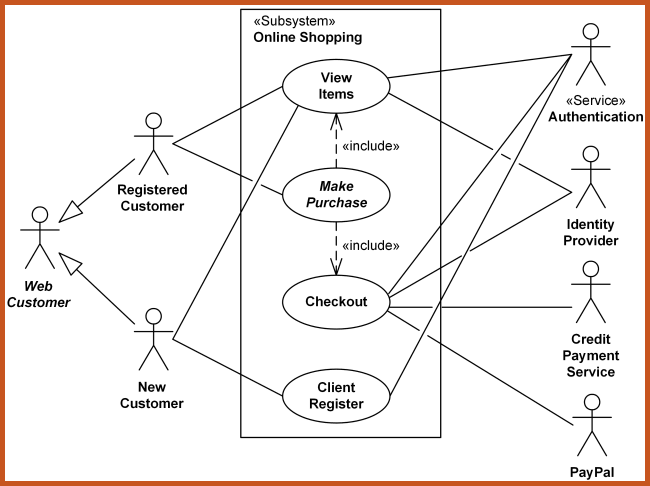 «Subsystem»
Online Shopping
View
Items
«include»
Make
Purchase
«include»
Checkout
Client
Register
Registered
Customer
Web
Customer
New
Customer
«Service»
Authentication
Identity
Provider
Credit
Payment
Service
PayPal